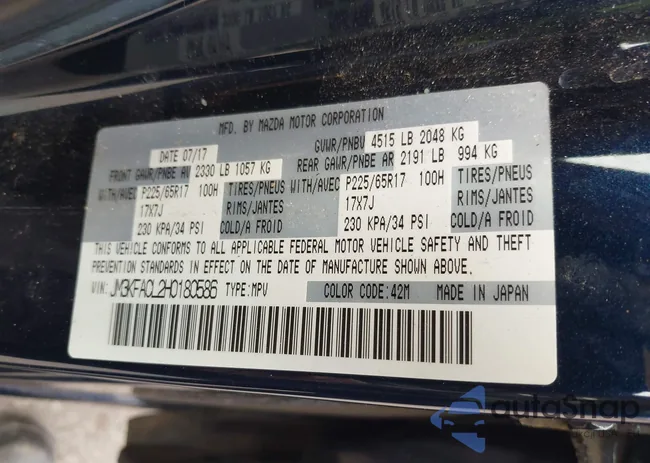 MFD. BY MAZDA MOTOR CORPORATION
DATE 07/17 GVWR/PNBV 4515 LB 2048 KG
FRONT GAWR/PNBE AV 2330 LB 1057 KG REAR GAWR/PNBE AR 2191 LB 994 KG
WITH/AVEC P225/65R17 100H TIRES/PNEUS WITH/AVEC P225/65R17 100H TIRES/PNEUS
17X7J RIMS/JANTES 17X7J RIMS/JANTES
230 KPA/34 PSI COLD/A FROID 230 KPA/34 PSI COLD/A FROID
THIS VEHICLE CONFORMS TO ALL APPLICABLE FEDERAL MOTOR VEHICLE SAFETY AND THEFT
PREVENTION STANDARDS IN EFFECT ON THE DATE OF MANUFACTURE SHOWN ABOVE.
VIN: JM3KFACL2H0180586 TYPE:MPV COLOR CODE:42M MADE IN JAPAN
autoSnap